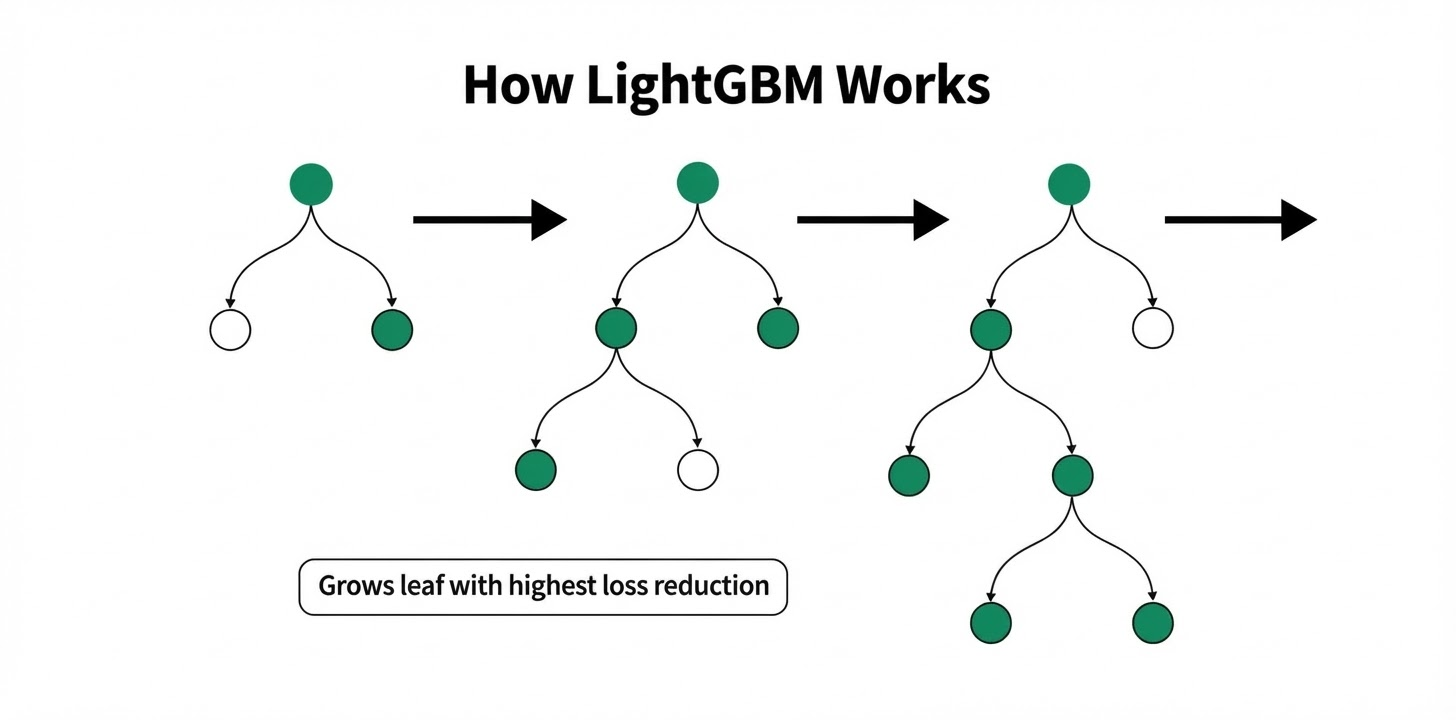 How LightGBM Works
Grows leaf with highest loss reduction